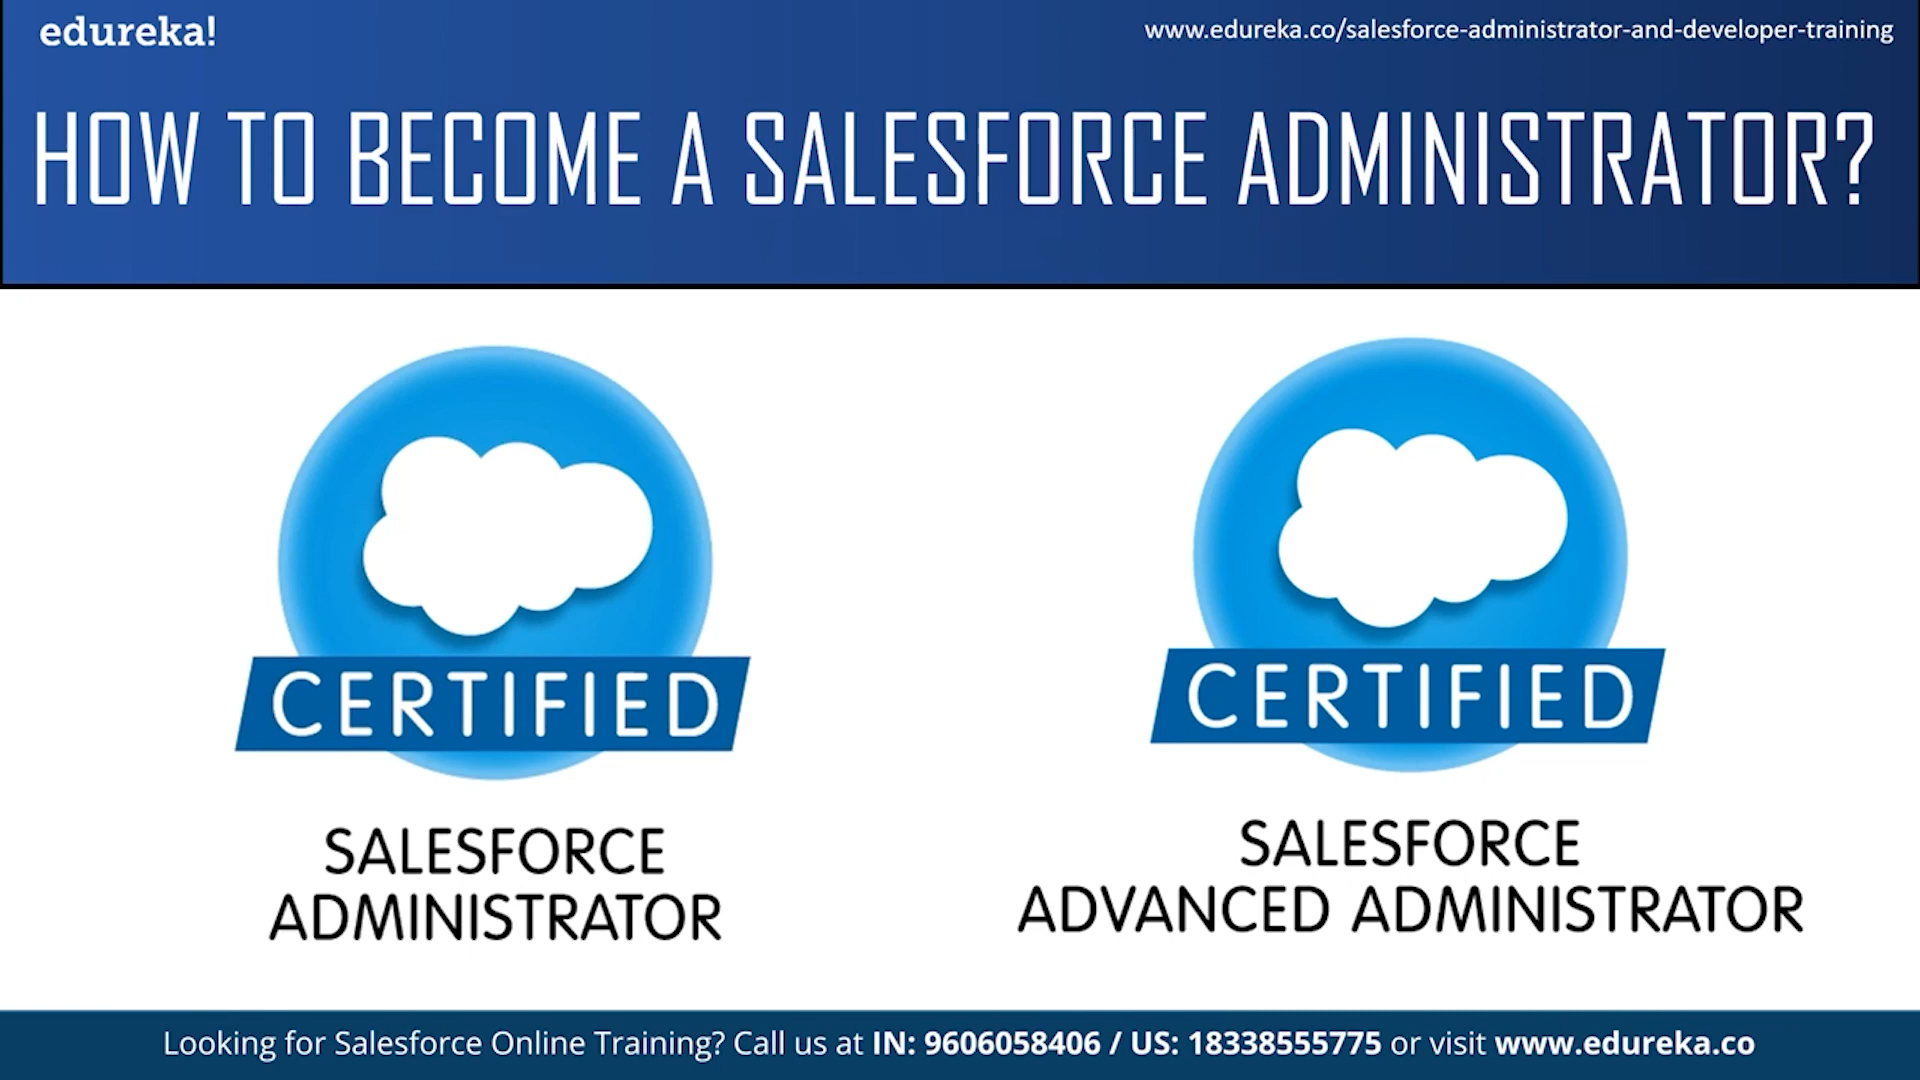 edureka!
www.edureka.co/salesforce-administrator-and-developer-training
HOW TO BECOME A SALESFORCE ADMINISTRATOR?
CERTIFIED
SALESFORCE
ADMINISTRATOR
CERTIFIED
SALESFORCE
ADVANCED ADMINISTRATOR
Looking for Salesforce Online Training? Call us at IN: 9606058406 / US: 18338555775 or visit www.edureka.co